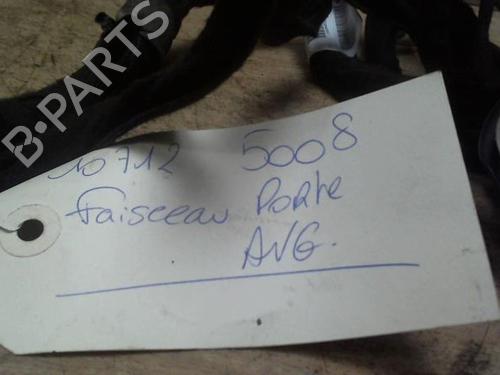 B-PARTS
10712 5008
faisceau Porte
AVG.